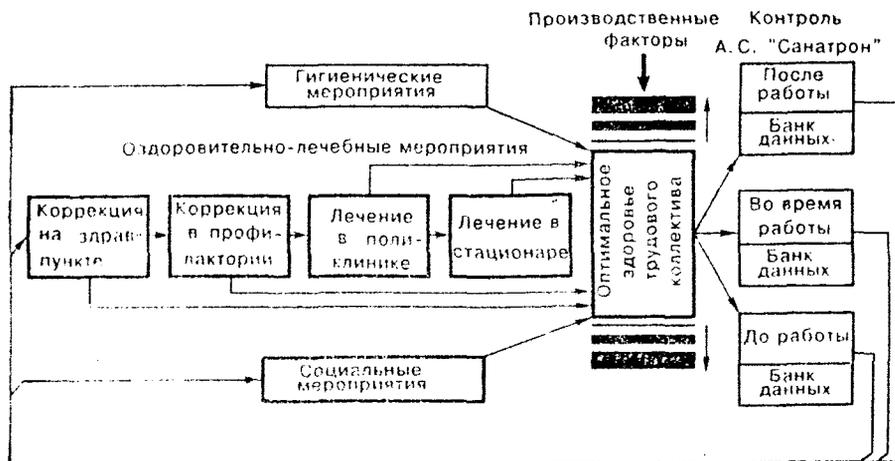 Производственные
факторы
Контроль
А.С. "Санатрон"
Гигиенические
мероприятия
После
работы
Банк
данных
Оздоровительно-лечебные мероприятия
Коррекция
на здрав-
пункте
Коррекция
в профи-
лактории
Лечение
в поли-
клинике
Лечение в
стационаре
Оптимальное
здоровье
трудового
коллектива
Во время
работы
Банк
данных
До работы
Банк
данных
Социальные
мероприятия